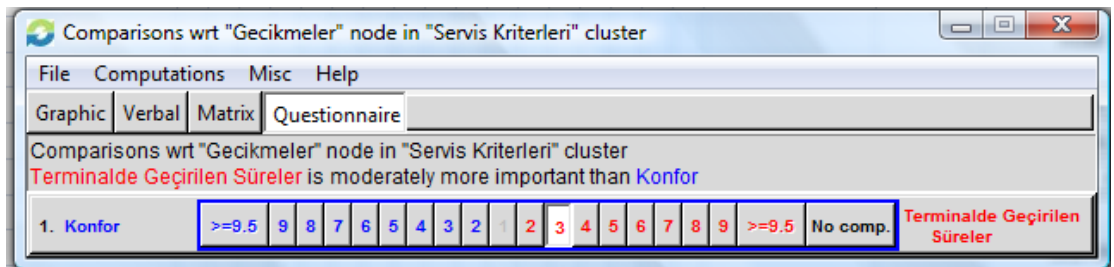 Comparisons wrt "Gecikmeler" node in "Servis Kriterleri" cluster
File Computations Misc Help
Graphic Verbal Matrix Questionnaire
Comparisons wrt "Gecikmeler" node in "Servis Kriterleri" cluster
Terminalde Geçirilen Süreler is moderately more important than Konfor
1. Konfor >=9.5 9 8 7 6 5 4 3 2 1 2 3 4 5 6 7 8 9 >=9.5 No comp. Terminalde Geçirilen
Süreler